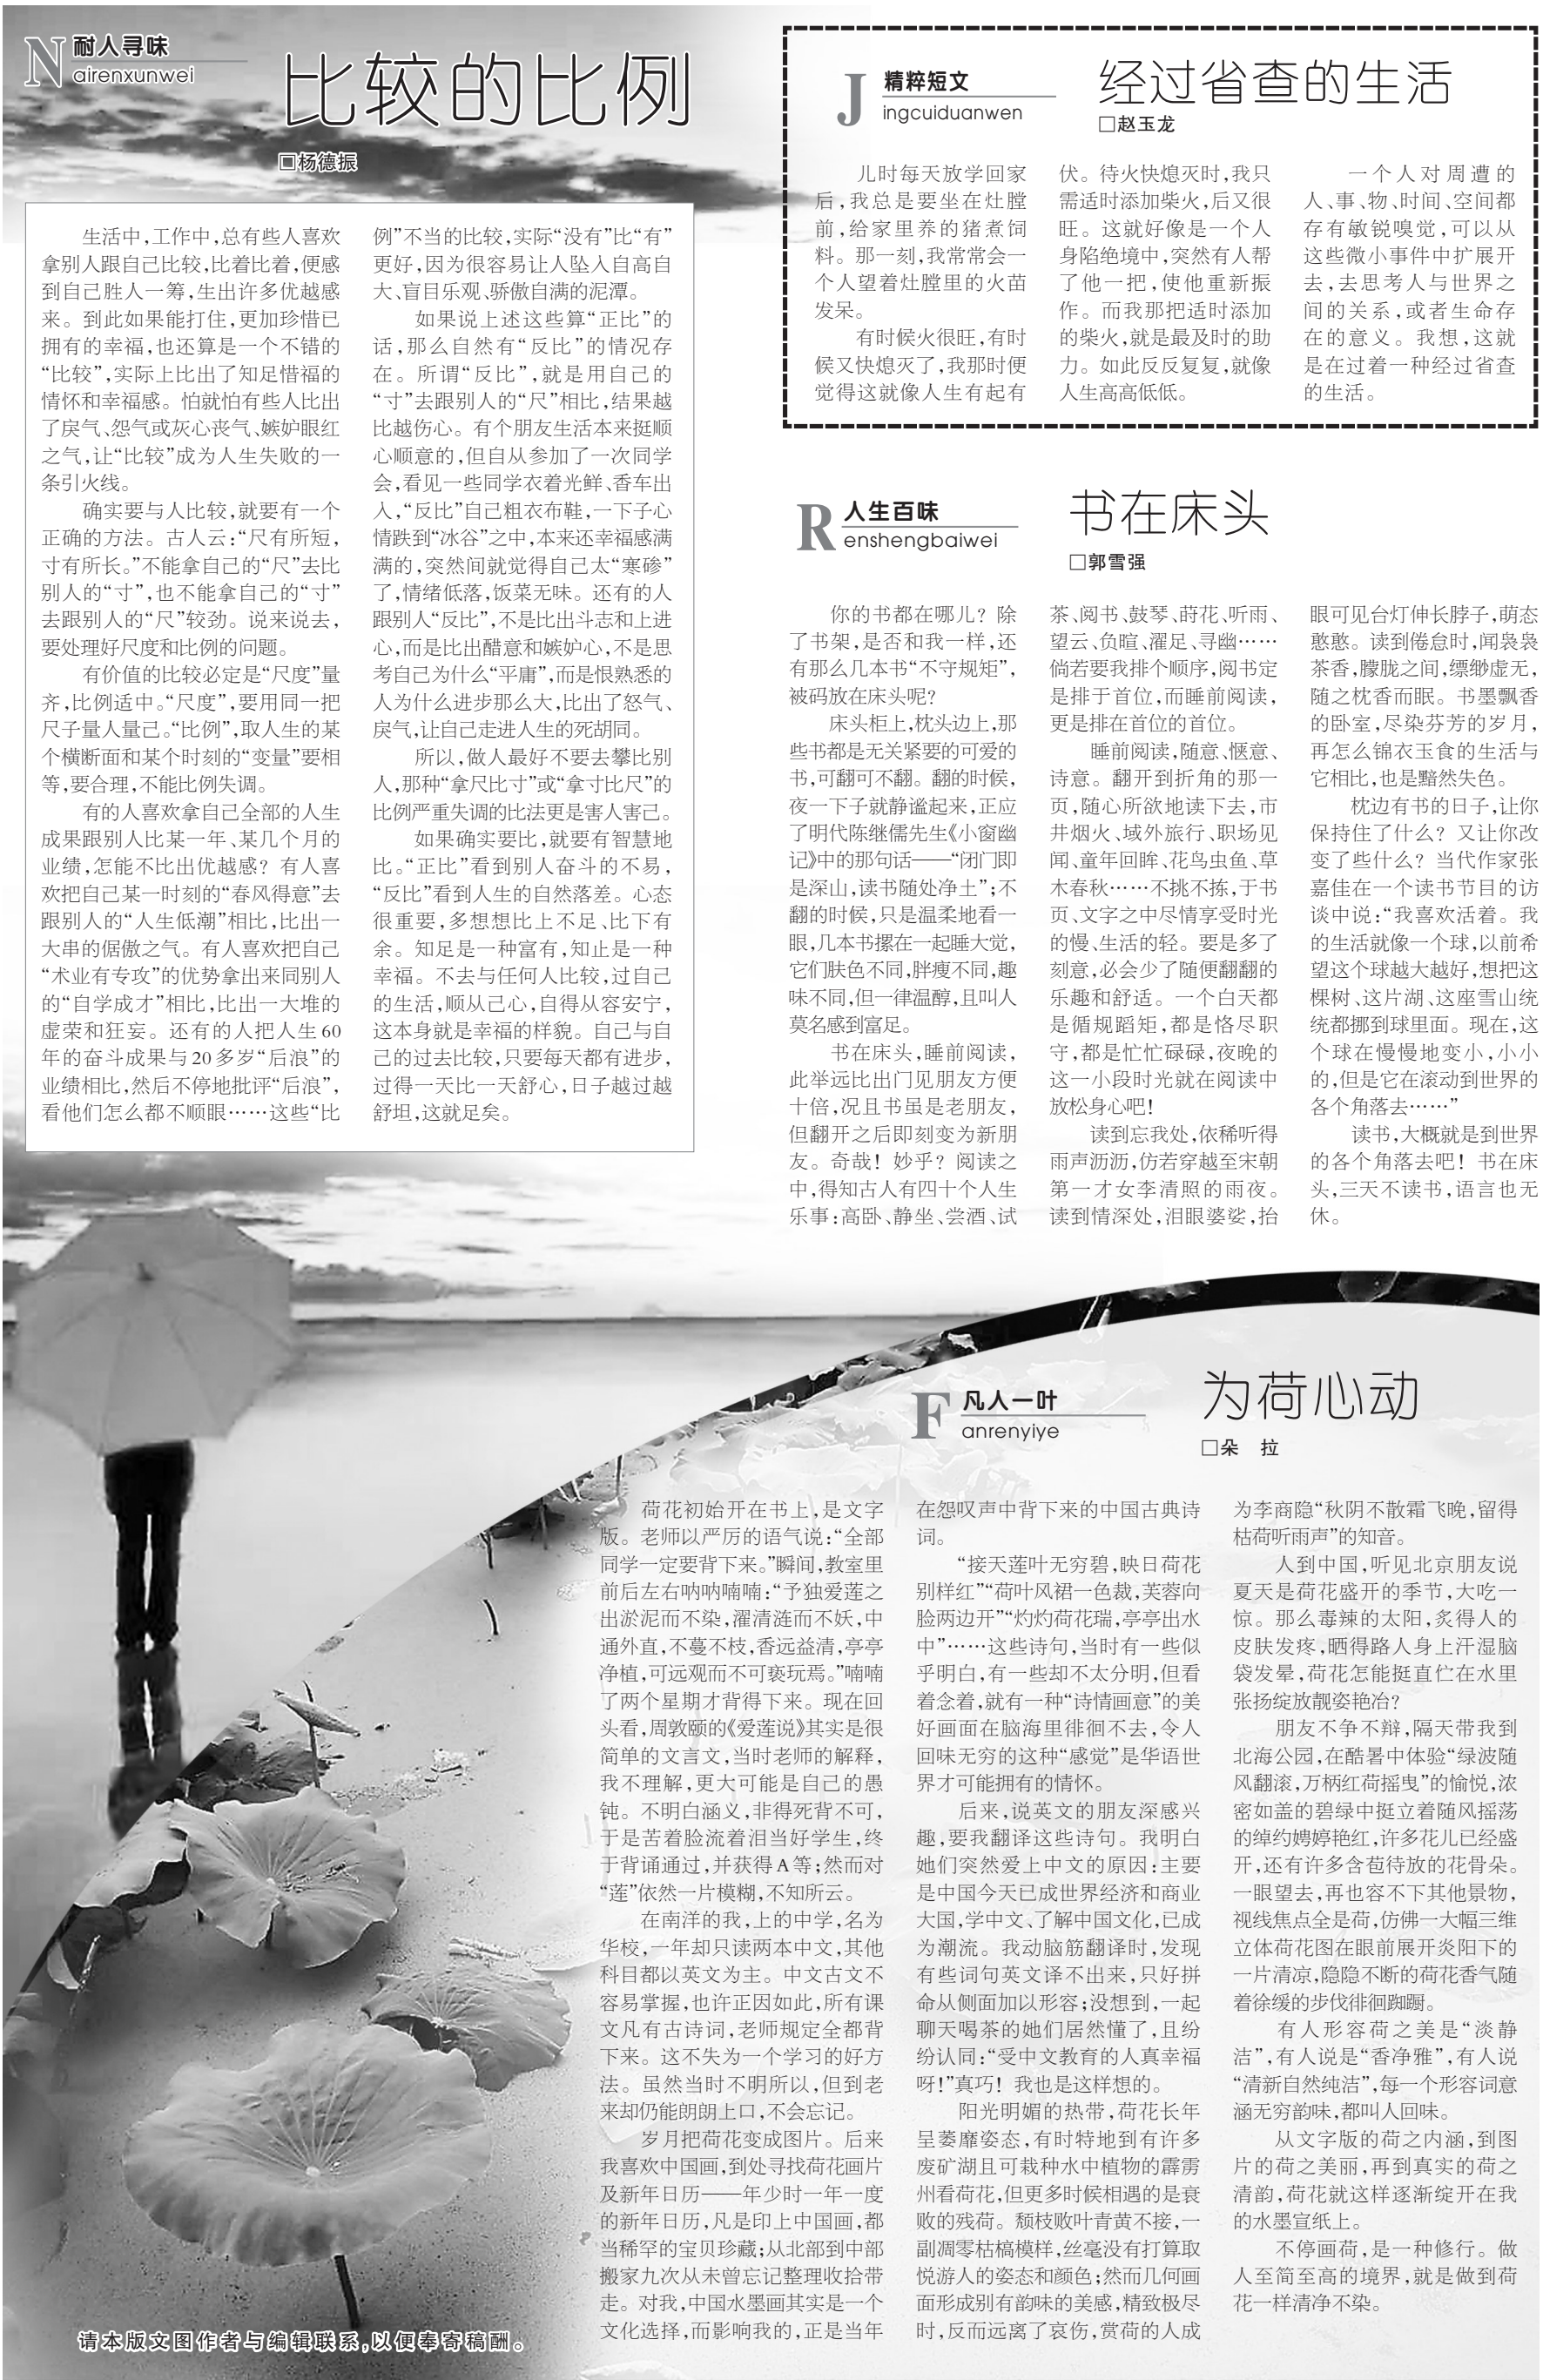 N 耐人寻味
airenxunwei
比较的比例
□杨德振
生活中,工作中,总有些人喜欢
拿别人跟自己比较,比着比着,便感
到自己胜人一筹,生出许多优越感
来。到此如果能打住,更加珍惜已
拥有的幸福,也还算是一个不错的
“比较”,实际上比出了知足惜福的
情怀和幸福感。怕就怕有些人比出
了戾气、怨气或灰心丧气、嫉妒眼红
之气,让“比较”成为人生失败的一
条引火线。
确实要与人比较,就要有一个
正确的方法。古人云:“尺有所短,
寸有所长。”不能拿自己的“尺”去比
别人的“寸”,也不能拿自己的“寸”
去跟别人的“尺”较劲。说来说去,
要处理好尺度和比例的问题。
有价值的比较必定是“尺度”量
齐,比例适中。“尺度”,要用同一把
尺子量人量己。“比例”,取人生的某
个横断面和某个时刻的“变量”要相
等,要合理,不能比例失调。
有的人喜欢拿自己全部的人生
成果跟别人比某一年、某几个月的
业绩,怎能不比出优越感？有人喜
欢把自己某一时刻的“春风得意”去
跟别人的“人生低潮”相比,比出一
大串的倨傲之气。有人喜欢把自己
“术业有专攻”的优势拿出来同别人
的“自学成才”相比,比出一大堆的
虚荣和狂妄。还有的人把人生60
年的奋斗成果与20多岁“后浪”的
业绩相比,然后不停地批评“后浪”,
看他们怎么都不顺眼……这些“比
例”不当的比较,实际“没有”比“有”
更好,因为很容易让人坠入自高自
大、盲目乐观、骄傲自满的泥潭。
如果说上述这些算“正比”的
话,那么自然有“反比”的情况存
在。所谓“反比”,就是用自己的
“寸”去跟别人的“尺”相比,结果越
比越伤心。有个朋友生活本来挺顺
心顺意的,但自从参加了一次同学
会,看见一些同学衣着光鲜、香车出
入,“反比”自己粗衣布鞋,一下子心
情跌到“冰谷”之中,本来还幸福感满
满的,突然间就觉得自己太“寒碜”
了,情绪低落,饭菜无味。还有的人
跟别人“反比”,不是比出斗志和上进
心,而是比出醋意和嫉妒心,不是思
考自己为什么“平庸”,而是恨熟悉的
人为什么进步那么大,比出了怒气、
戾气,让自己走进人生的死胡同。
所以,做人最好不要去攀比别
人,那种“拿尺比寸”或“拿寸比尺”的
比例严重失调的比法更是害人害己。
如果确实要比,就要有智慧地
比。“正比”看到别人奋斗的不易,
“反比”看到人生的自然落差。心态
很重要,多想想比上不足、比下有
余。知足是一种富有,知止是一种
幸福。不去与任何人比较,过自己
的生活,顺从己心,自得从容安宁,
这本身就是幸福的样貌。自己与自
己的过去比较,只要每天都有进步,
过得一天比一天舒心,日子越过越
舒坦,这就足矣。
J 精粹短文
ingcuiduanwen
经过省查的生活
□赵玉龙
儿时每天放学回家
后,我总是要坐在灶膛
前,给家里养的猪煮饲
料。那一刻,我常常会一
个人望着灶膛里的火苗
发呆。
有时候火很旺,有时
候又快熄灭了,我那时便
觉得这就像人生有起有
伏。待火快熄灭时,我只
需适时添加柴火,后又很
旺。这就好像是一个人
身陷绝境中,突然有人帮
了他一把,使他重新振
作。而我那把适时添加
的柴火,就是最及时的助
力。如此反反复复,就像
人生高高低低。
一个人对周遭的
人、事、物、时间、空间都
存有敏锐嗅觉,可以从
这些微小事件中扩展开
去,去思考人与世界之
间的关系,或者生命存
在的意义。我想,这就
是在过着一种经过省查
的生活。
R 人生百味
enshengbaiwei
书在床头
□郭雪强
你的书都在哪儿？除
了书架,是否和我一样,还
有那么几本书“不守规矩”,
被码放在床头呢?
床头柜上,枕头边上,那
些书都是无关紧要的可爱的
书,可翻可不翻。翻的时候,
夜一下子就静谧起来,正应
了明代陈继儒先生《小窗幽
记》中的那句话——“闭门即
是深山,读书随处净土”;不
翻的时候,只是温柔地看一
眼,几本书摞在一起睡大觉,
它们肤色不同,胖瘦不同,趣
味不同,但一律温醇,且叫人
莫名感到富足。
书在床头,睡前阅读,
此举远比出门见朋友方便
十倍,况且书虽是老朋友,
但翻开之后即刻变为新朋
友。奇哉！妙乎？阅读之
中,得知古人有四十个人生
乐事:高卧、静坐、尝酒、试
茶、阅书、鼓琴、莳花、听雨、
望云、负暄、濯足、寻幽……
倘若要我排个顺序,阅书定
是排于首位,而睡前阅读,
更是排在首位的首位。
睡前阅读,随意、惬意、
诗意。翻开到折角的那一
页,随心所欲地读下去,市
井烟火、域外旅行、职场见
闻、童年回眸、花鸟虫鱼、草
木春秋……不挑不拣,于书
页、文字之中尽情享受时光
的慢、生活的轻。要是多了
刻意,必会少了随便翻翻的
乐趣和舒适。一个白天都
是循规蹈矩,都是恪尽职
守,都是忙忙碌碌,夜晚的
这一小段时光就在阅读中
放松身心吧!
读到忘我处,依稀听得
雨声沥沥,仿若穿越至宋朝
第一才女李清照的雨夜。
读到情深处,泪眼婆娑,抬
眼可见台灯伸长脖子,萌态
憨憨。读到倦怠时,闻袅袅
茶香,朦胧之间,缥缈虚无,
随之枕香而眠。书墨飘香
的卧室,尽染芬芳的岁月,
再怎么锦衣玉食的生活与
它相比,也是黯然失色。
枕边有书的日子,让你
保持住了什么？又让你改
变了些什么？当代作家张
嘉佳在一个读书节目的访
谈中说:“我喜欢活着。我
的生活就像一个球,以前希
望这个球越大越好,想把这
棵树、这片湖、这座雪山统
统都挪到球里面。现在,这
个球在慢慢地变小,小小
的,但是它在滚动到世界的
各个角落去……”
读书,大概就是到世界
的各个角落去吧！书在床
头,三天不读书,语言也无
休。
F 凡人一叶
anrenyiye
为荷心动
□朵　拉
荷花初始开在书上,是文字
版。老师以严厉的语气说:“全部
同学一定要背下来。”瞬间,教室里
前后左右呐呐喃喃:“予独爱莲之
出淤泥而不染,濯清涟而不妖,中
通外直,不蔓不枝,香远益清,亭亭
净植,可远观而不可亵玩焉。”喃喃
了两个星期才背得下来。现在回
头看,周敦颐的《爱莲说》其实是很
简单的文言文,当时老师的解释,
我不理解,更大可能是自己的愚
钝。不明白涵义,非得死背不可,
于是苦着脸流着泪当好学生,终
于背诵通过,并获得A等;然而对
“莲”依然一片模糊,不知所云。
在南洋的我,上的中学,名为
华校,一年却只读两本中文,其他
科目都以英文为主。中文古文不
容易掌握,也许正因如此,所有课
文凡有古诗词,老师规定全都背
下来。这不失为一个学习的好方
法。虽然当时不明所以,但到老
来却仍能朗朗上口,不会忘记。
岁月把荷花变成图片。后来
我喜欢中国画,到处寻找荷花画片
及新年日历——年少时一年一度
的新年日历,凡是印上中国画,都
当稀罕的宝贝珍藏;从北部到中部
搬家九次从未曾忘记整理收拾带
走。对我,中国水墨画其实是一个
文化选择,而影响我的,正是当年
在怨叹声中背下来的中国古典诗
词。
“接天莲叶无穷碧,映日荷花
别样红”“荷叶风裙一色裁,芙蓉向
脸两边开”“灼灼荷花瑞,亭亭出水
中”……这些诗句,当时有一些似
乎明白,有一些却不太分明,但看
着念着,就有一种“诗情画意”的美
好画面在脑海里徘徊不去,令人
回味无穷的这种“感觉”是华语世
界才可能拥有的情怀。
后来,说英文的朋友深感兴
趣,要我翻译这些诗句。我明白
她们突然爱上中文的原因:主要
是中国今天已成世界经济和商业
大国,学中文、了解中国文化,已成
为潮流。我动脑筋翻译时,发现
有些词句英文译不出来,只好拼
命从侧面加以形容;没想到,一起
聊天喝茶的她们居然懂了,且纷
纷认同:“受中文教育的人真幸福
呀!”真巧！我也是这样想的。
阳光明媚的热带,荷花长年
呈萎靡姿态,有时特地到有许多
废矿湖且可栽种水中植物的霹雳
州看荷花,但更多时候相遇的是衰
败的残荷。颓枝败叶青黄不接,一
副凋零枯槁模样,丝毫没有打算取
悦游人的姿态和颜色;然而几何画
面形成别有韵味的美感,精致极尽
时,反而远离了哀伤,赏荷的人成
为李商隐“秋阴不散霜飞晚,留得
枯荷听雨声”的知音。
人到中国,听见北京朋友说
夏天是荷花盛开的季节,大吃一
惊。那么毒辣的太阳,炙得人的
皮肤发疼,晒得路人身上汗湿脑
袋发晕,荷花怎能挺直伫在水里
张扬绽放靓姿艳冶?
朋友不争不辩,隔天带我到
北海公园,在酷暑中体验“绿波随
风翻滚,万柄红荷摇曳”的愉悦,浓
密如盖的碧绿中挺立着随风摇荡
的绰约娉婷艳红,许多花儿已经盛
开,还有许多含苞待放的花骨朵。
一眼望去,再也容不下其他景物,
视线焦点全是荷,仿佛一大幅三维
立体荷花图在眼前展开炎阳下的
一片清凉,隐隐不断的荷花香气随
着徐缓的步伐徘徊踟蹰。
有人形容荷之美是“淡静
洁”,有人说是“香净雅”,有人说
“清新自然纯洁”,每一个形容词意
涵无穷韵味,都叫人回味。
从文字版的荷之内涵,到图
片的荷之美丽,再到真实的荷之
清韵,荷花就这样逐渐绽开在我
的水墨宣纸上。
不停画荷,是一种修行。做
人至简至高的境界,就是做到荷
花一样清净不染。
请本版文图作者与编辑联系,以便奉寄稿酬。